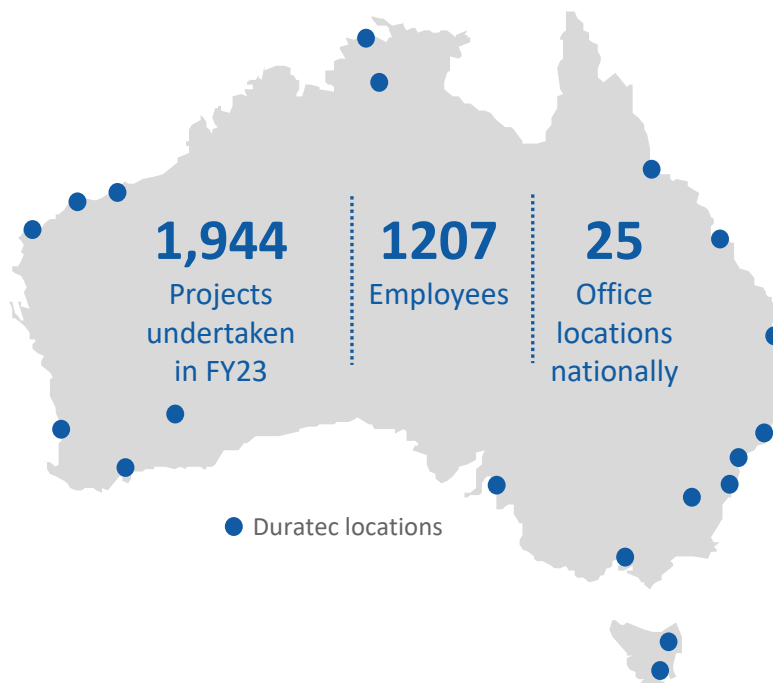 1,944
Projects
undertaken
in FY23
1207
Employees
25
Office
locations
nationally
Duratec locations